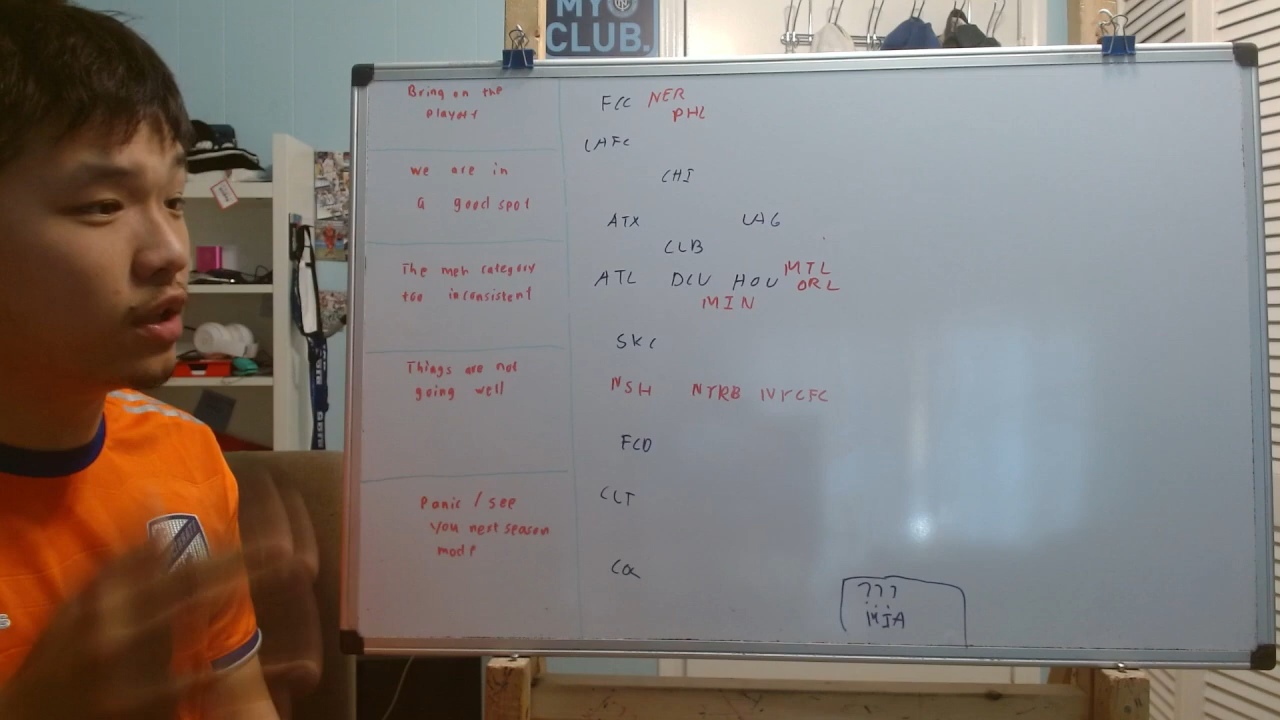 MY
CLUB.
Bring on the
playoff
FCC NER
PHL
LAFC
we are in
a good spot
CHI
ATX LAG
CLB
The meh category
too inconsistent
ATL DCU HOU MTL
ORL
MIN
SKC
Things are not
going well
NSH NYRB NYCFC
FCD
Panic / see
you next season
mode
CLT
COL
???
MIA